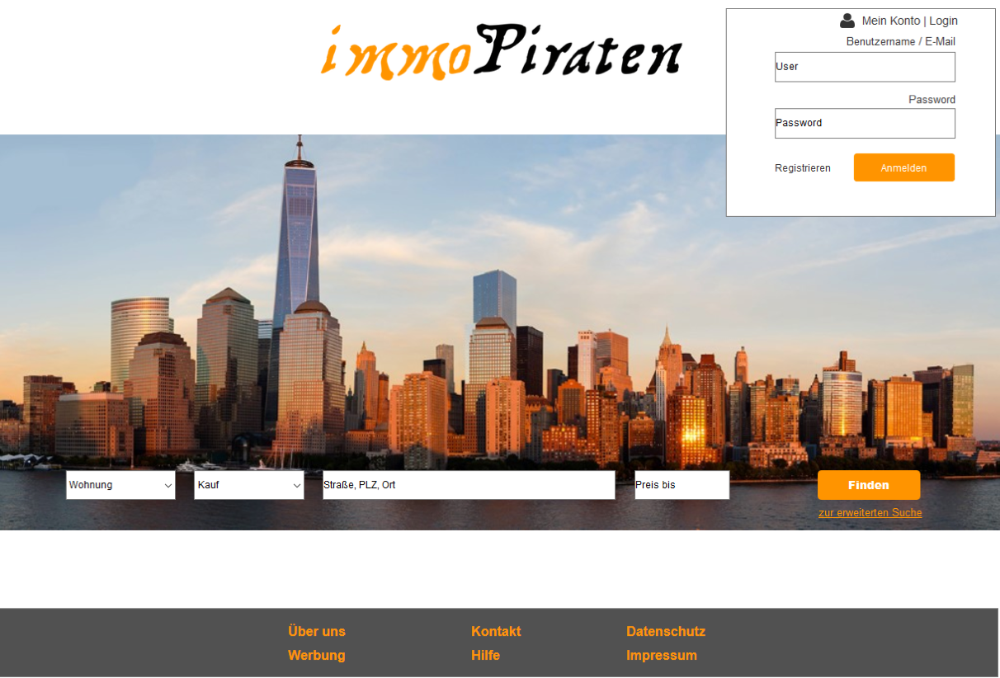 immoPiraten
Mein Konto | Login
Benutzername / E-Mail
User
Password
Password
Registrieren
Anmelden
Wohnung
Kauf
Straße, PLZ, Ort
Preis bis
Finden
zur erweiterten Suche
Über uns
Kontakt
Datenschutz
Werbung
Hilfe
Impressum